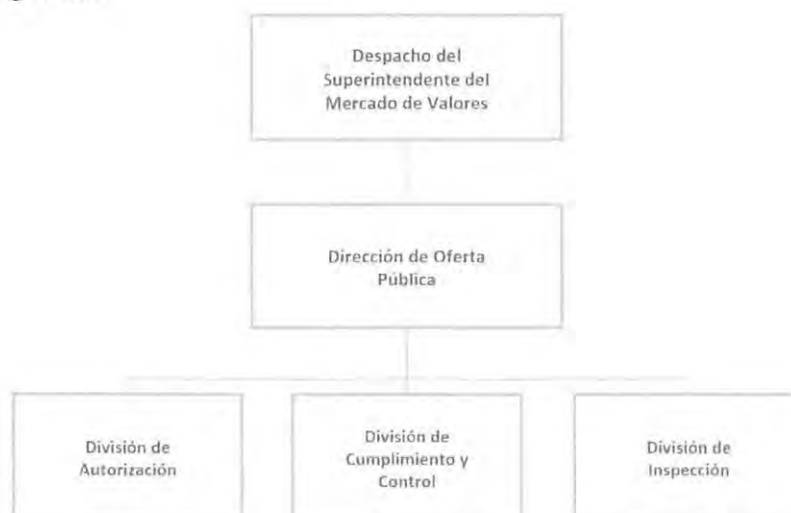 Despacho del
Superintendente del
Mercado de Valores
Dirección de Oferta
Pública
División de
Autorización
División de
Cumplimiento y
Control
División de
Inspección